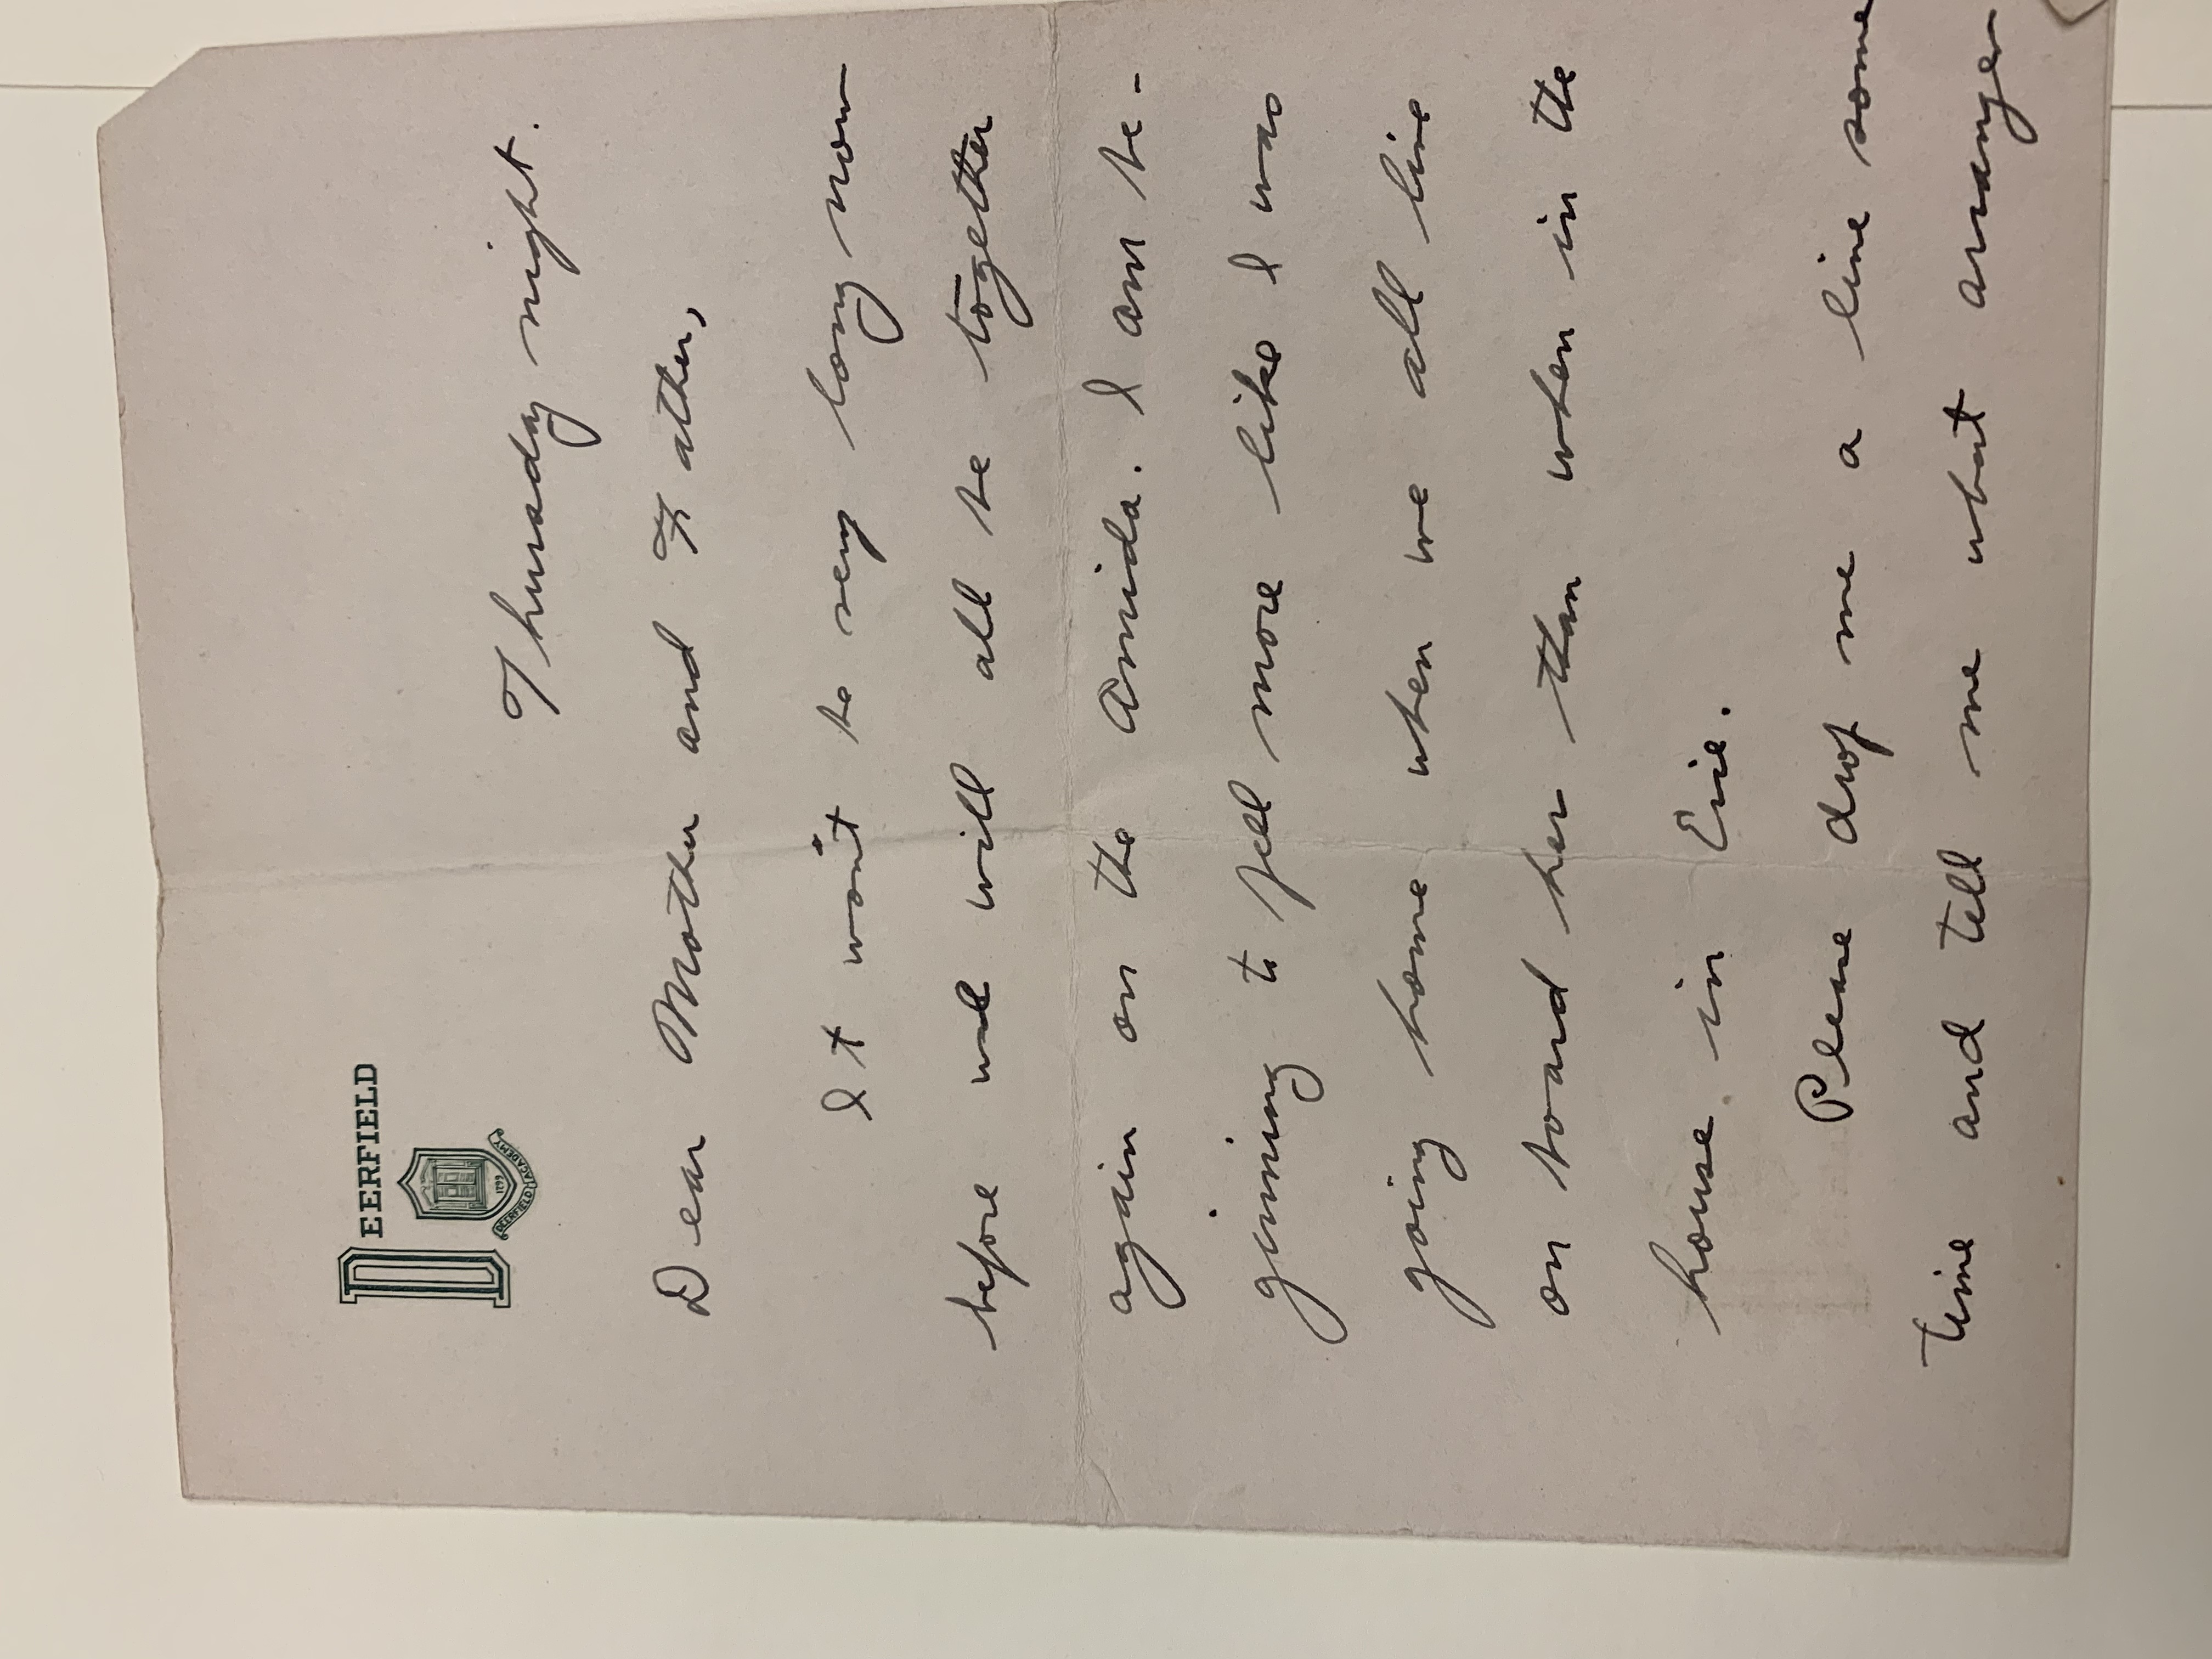 DEERFIELD
1799
DEERFIELD ACADEMY
Thursday night.
Dear Mother and Father,
It won't be very long now
before we will all be together
again on the Amida. I am be-
ginning to feel more like I was
going home when we all live
on board her than when in the
house in Erie.
Please drop me a line some
time and tell me what arrange-